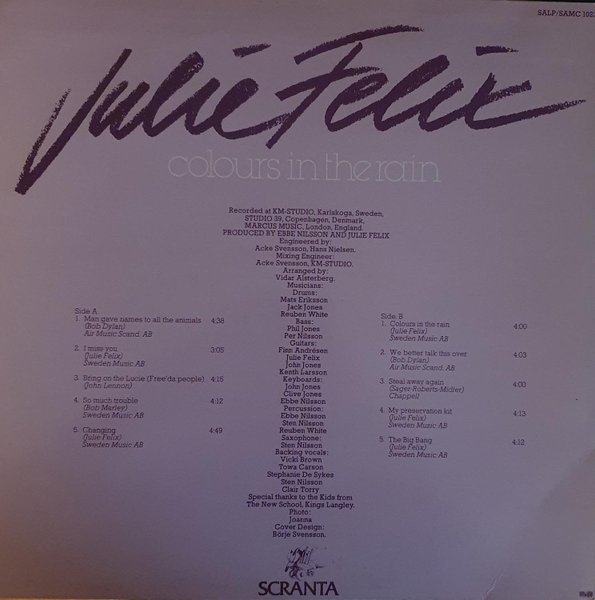 SALP/SAMC 102
Julie Felix
colours in the rain
Recorded at KM-STUDIO, Karlskoga, Sweden,
STUDIO 39, Copenhagen, Denmark,
MARCUS MUSIC, London, England.
PRODUCED BY EBBE NILSSON AND JULIE FELIX
Engineered by:
Acke Svensson, Hans Nielsen.
Mixing Engineer:
Acke Svensson, KM-STUDIO.
Arranged by:
Vidar Alsterberg.
Musicians:
Drums:
Mats Eriksson
Jack Jones
Reuben White
Bass:
Phil Jones
Per Nilsson
Guitars:
Finn Andrésen
Julie Felix
John Jones
Kenth Larsson
Keyboards:
John Jones
Clive Jones
Ebbe Nilsson
Percussion:
Ebbe Nilsson
Sten Nilsson
Reuben White
Saxophone:
Sten Nilsson
Backing vocals:
Vicki Brown
Towa Carson
Stephanie De Sykes
Sten Nilsson
Clair Torry
Special thanks to the Kids from
The New School, Kings Langley.
Photo:
Joanna
Cover Design:
Börje Svensson.
Side A
1. Man gave names to all the animals 4:38
(Bob Dylan)
Air Music Scand. AB
2. I miss you 3:05
(Julie Felix)
Sweden Music AB
3. Bring on the Lucie (Free'da people) 4:15
(John Lennon)
4. So much trouble 4:12
(Bob Marley)
Sweden Music AB
5. Changing 4:49
(Julie Felix)
Sweden Music AB
Side B
1. Colours in the rain 4:00
(Julie Felix)
Sweden Music AB
2. We better talk this over 4:03
(Bob Dylan)
Air Music Scand. AB
3. Steal away again 4:00
(Sager-Roberts-Midler)
Chappell
4. My preservation kit 4:13
(Julie Felix)
Sweden Music AB
5. The Big Bang 4:12
(Julie Felix)
Sweden Music AB
SCRANTA